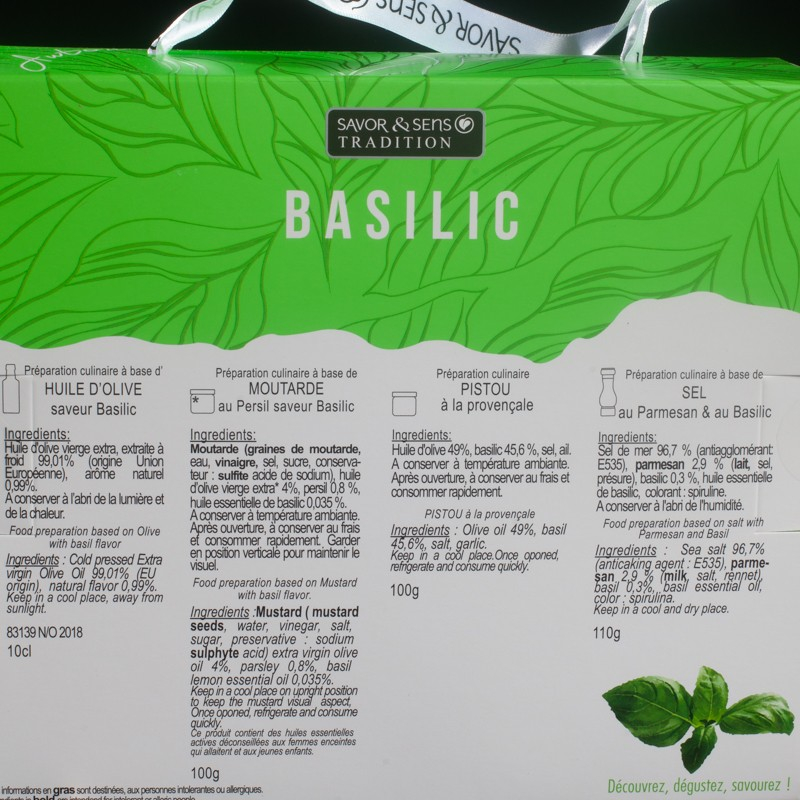 SAVOR & SENS
SAVOR & SENS
TRADITION
BASILIC
Préparation culinaire à base d'
HUILE D'OLIVE
saveur Basilic
Ingredients:
Huile d'olive vierge extra, extraite à
froid 99,01% (origine Union
Européenne), arôme naturel
0,99%.
A conserver à l'abri de la lumière et
de la chaleur.
Food preparation based on Olive
with basil flavor
Ingredients : Cold pressed Extra
virgin Olive Oil 99,01% (EU
origin), natural flavor 0,99%.
Keep in a cool place, away from
sunlight.
83139 N/O 2018
10cl
Préparation culinaire à base de
MOUTARDE
au Persil saveur Basilic
*
Ingredients:
Moutarde (graines de moutarde,
eau, vinaigre, sel, sucre, conserva-
teur : sulfite acide de sodium), huile
d'olive vierge extra* 4%, persil 0,8 %,
huile essentielle de basilic 0,035 %.
A conserver à température ambiante.
Après ouverture, à conserver au frais
et consommer rapidement. Garder
en position verticale pour maintenir le
visuel.
Food preparation based on Mustard
with basil flavor.
Ingredients :Mustard ( mustard
seeds, water, vinegar, salt,
sugar, preservative : sodium
sulphyte acid) extra virgin olive
oil 4%, parsley 0,8%, basil
lemon essential oil 0,035%.
Keep in a cool place on upright position
to keep the mustard visual aspect,
Once oponed, refrigerate and consume
quickly.
Ce produit contient des huiles essentielles
actives déconseillées aux femmes enceintes
qui allaitent et aux jeunes enfants.
100g
Préparation culinaire
PISTOU
à la provençale
Ingredients:
Huile d'olive 49%, basilic 45,6 %, sel, ail.
A conserver à température ambiante.
Après ouverture, à conserver au frais et
consommer rapidement.
PISTOU à la provençale
Ingredients : Olive oil 49%, basil
45,6%, salt, garlic.
Keep in a cool place.Once oponed,
refrigerate and consume quickly.
100g
Préparation culinaire à base de
SEL
au Parmesan & au Basilic
Ingredients:
Sel de mer 96,7 % (antiagglomérant:
E535), parmesan 2,9 % (lait, sel,
présure), basilic 0,3 %, huile essentielle
de basilic, colorant : spiruline.
A conserver à l'abri de l'humidité.
Food preparation based on salt with
Parmesan and Basil
Ingredients : Sea salt 96,7%
(anticaking agent : E535), parme-
san 2,9 % (milk, salt, rennet),
basil 0,3%, basil essential oil,
color : spirulina.
Keep in a cool and dry place.
110g
Découvrez, dégustez, savourez !
informations en gras sont destinées, aux personnes intolérantes ou allergiques.
in bold are intended for intolerant or allergic people